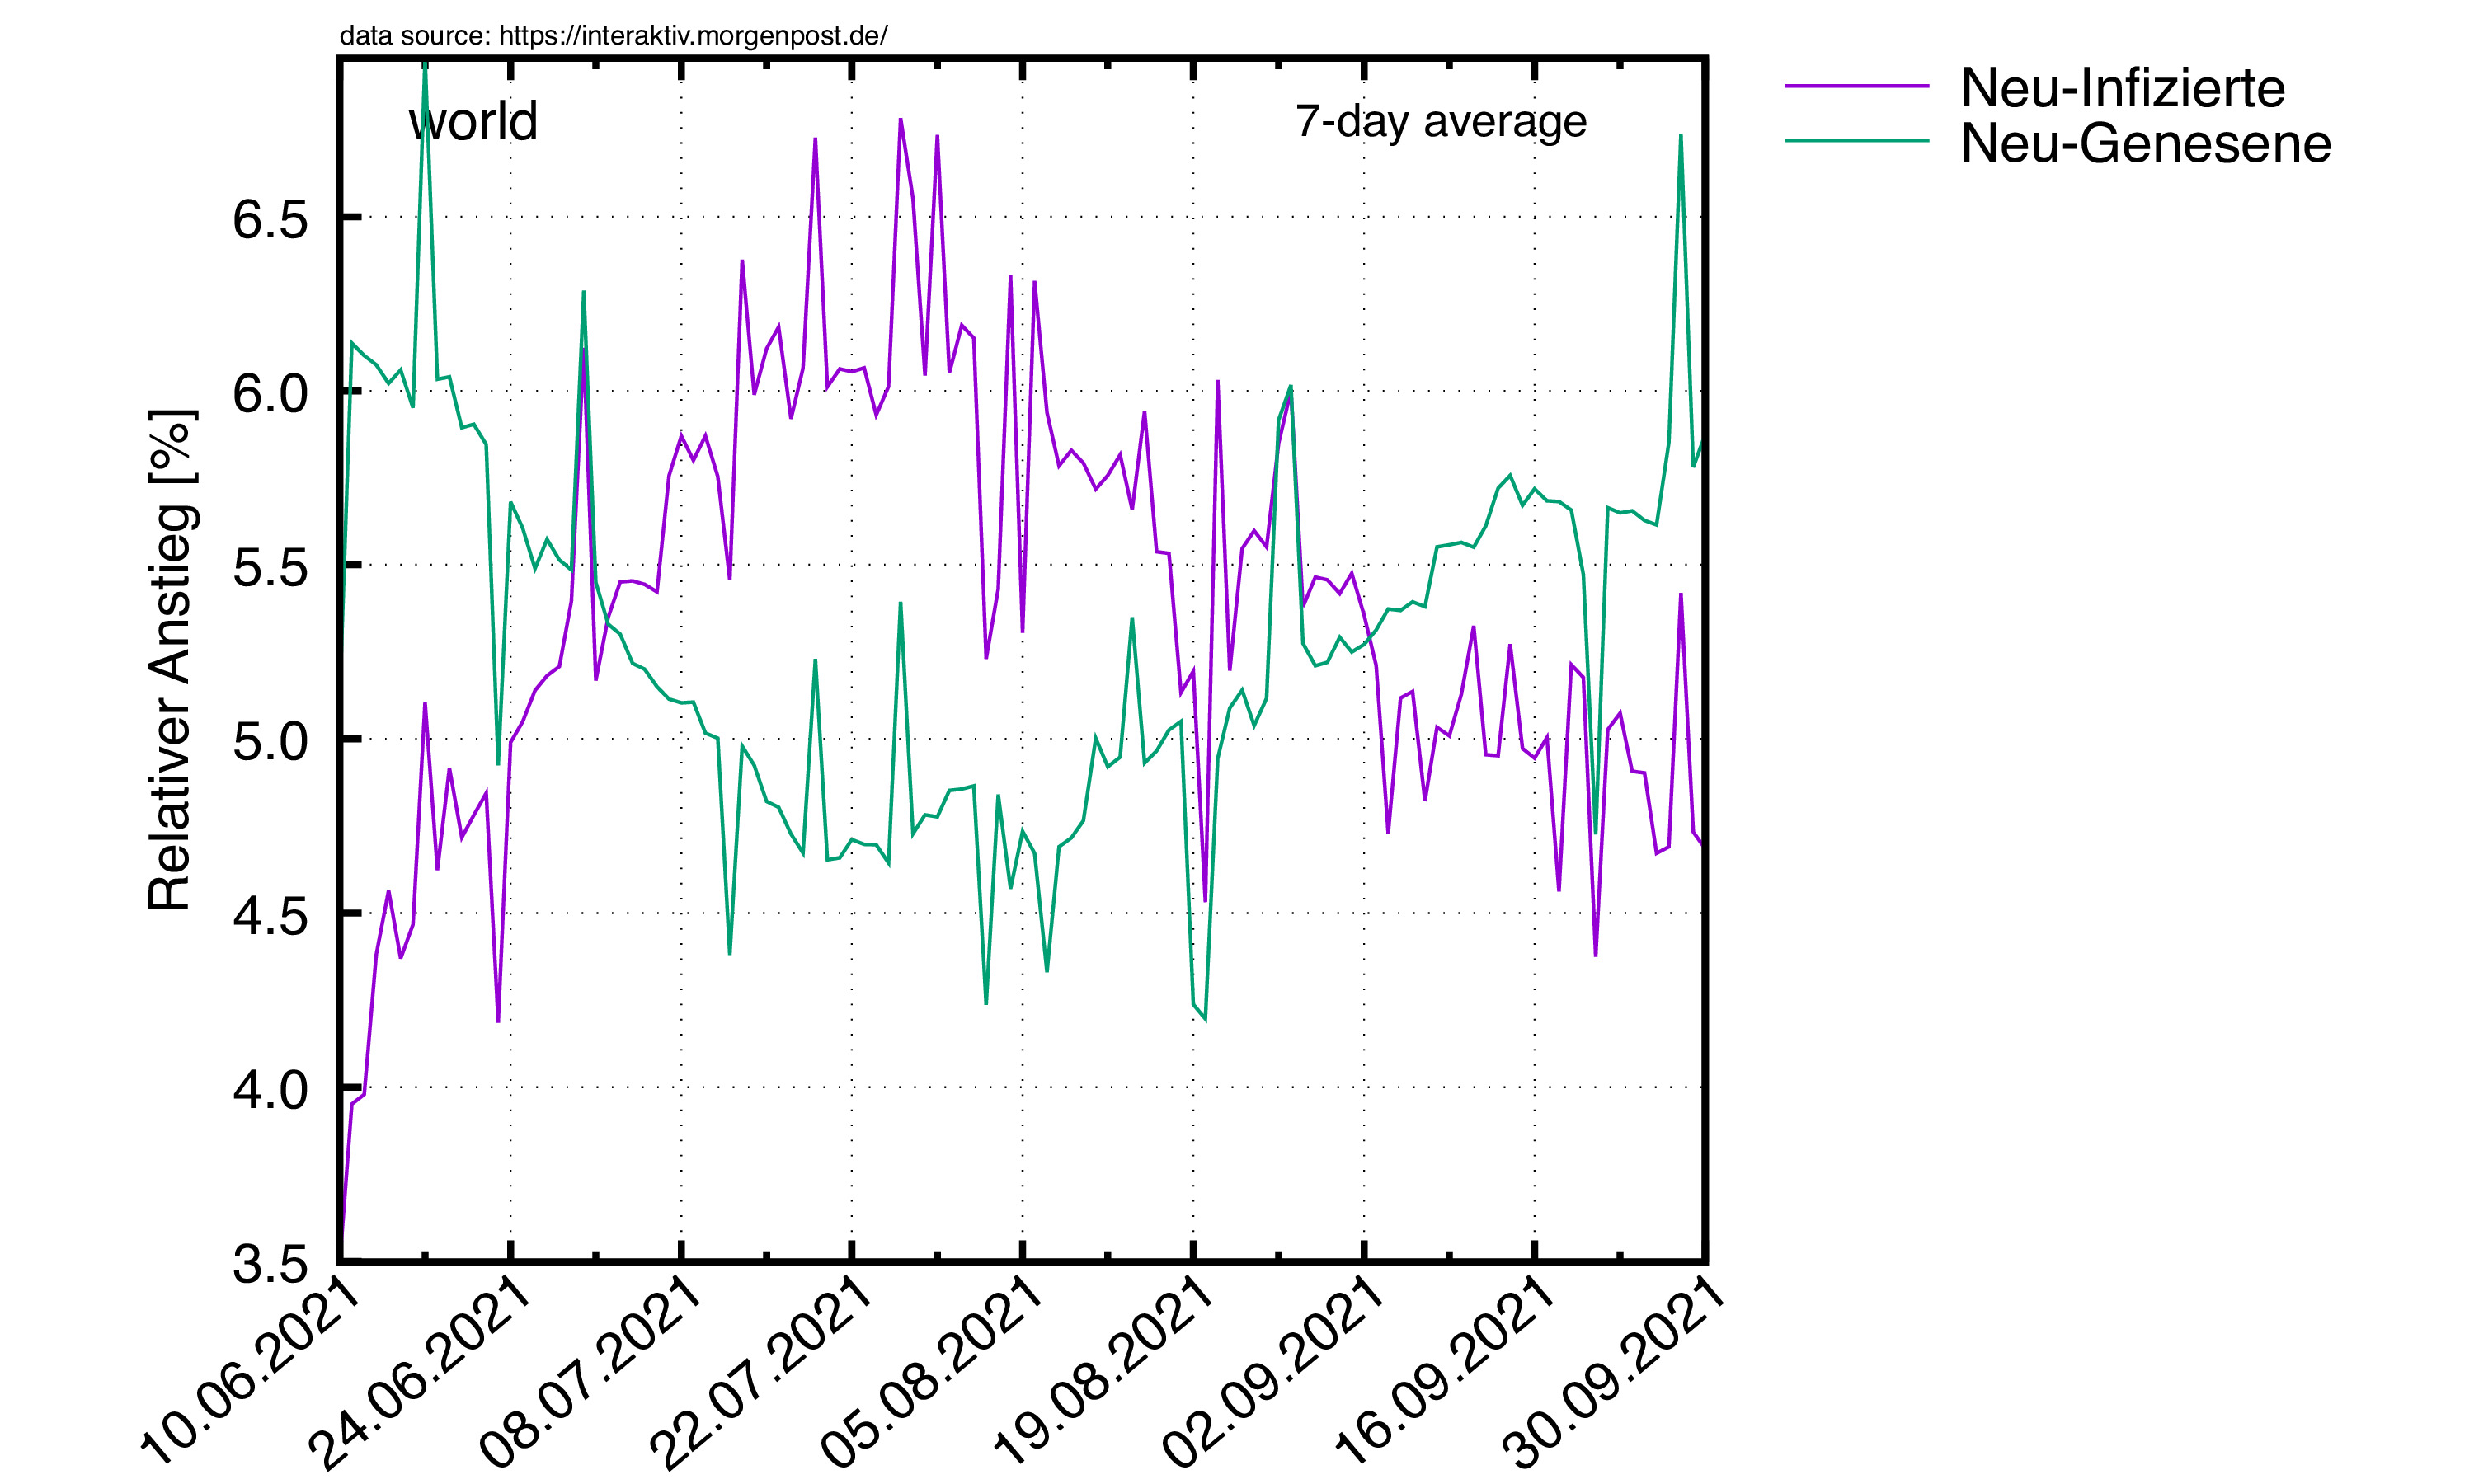 data source: https://interaktiv.morgenpost.de/
world
7-day average
Neu-Infizierte
Neu-Genesene
Relativer Anstieg [%]
6.5
6.0
5.5
5.0
4.5
4.0
3.5
10.06.2021
24.06.2021
08.07.2021
22.07.2021
05.08.2021
19.08.2021
02.09.2021
16.09.2021
30.09.2021